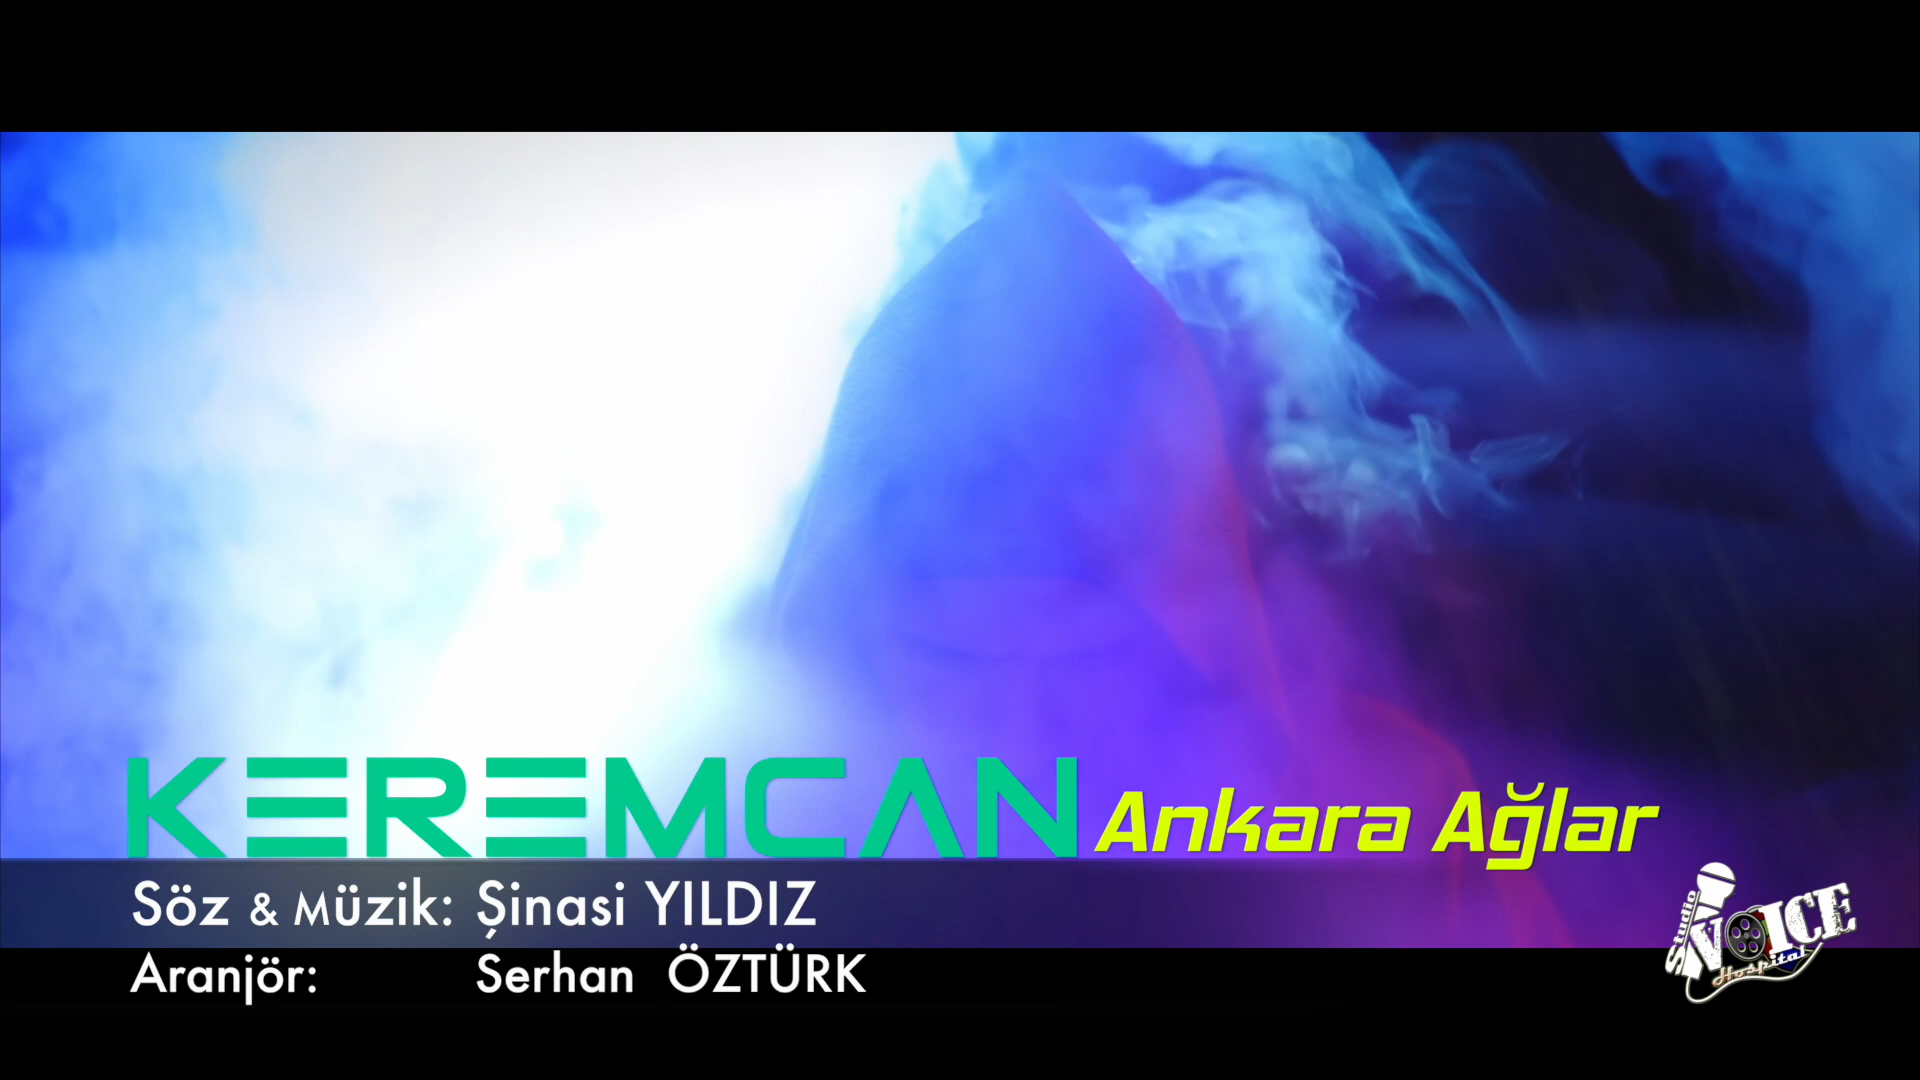 KEREMCAN Ankara Ağlar
Söz & Müzik: Şinasi YILDIZ
Aranjör: Serhan ÖZTÜRK
Studio VOICE Hospital